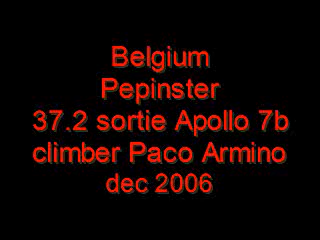 Belgium
Pepinster
37.2 sortie Apollo 7b
climber Paco Armino
dec 2006